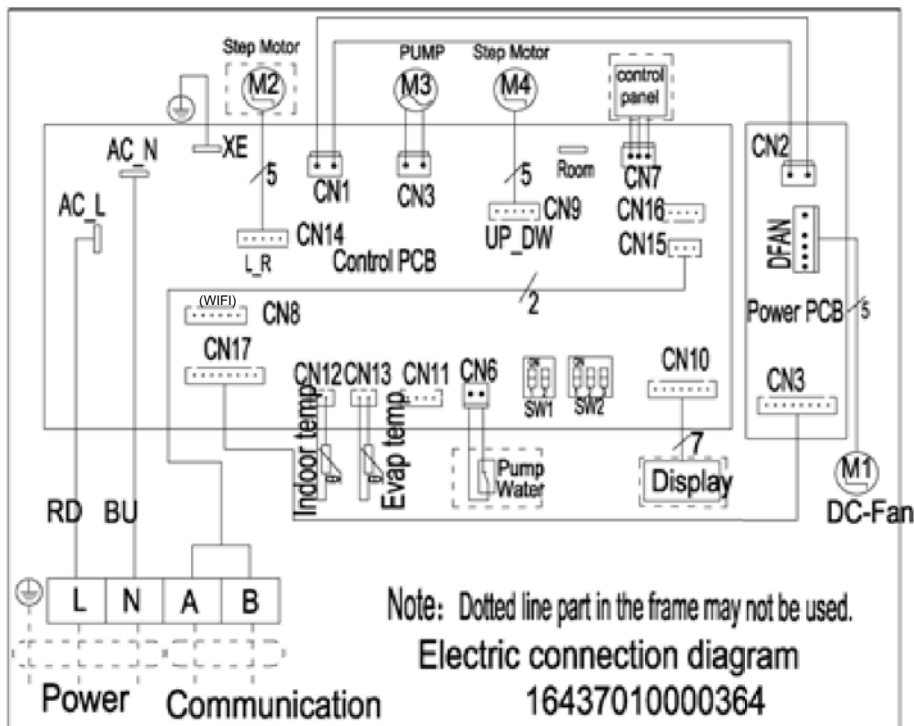 Step Motor
PUMP
Step Motor
M2
M3
M4
control
panel
AC_N
XE
5
CN1
CN3
5
Room
CN7
CN2
AC_L
CN14
L_R
Control PCB
CN9
UP_DW
CN16
CN15
DFAN
2
(WIFI)
CN8
Power PCB
5
CN17
CN12
CN13
CN11
CN6
ON
SW1
ON
SW2
CN10
CN3
Indoor temp
θ
Evap temp
θ
Pump
Water
7
Display
M1
DC-Fan
RD
BU
L
N
A
B
Note: Dotted line part in the frame may not be used.
Electric connection diagram
16437010000364
Power
Communication